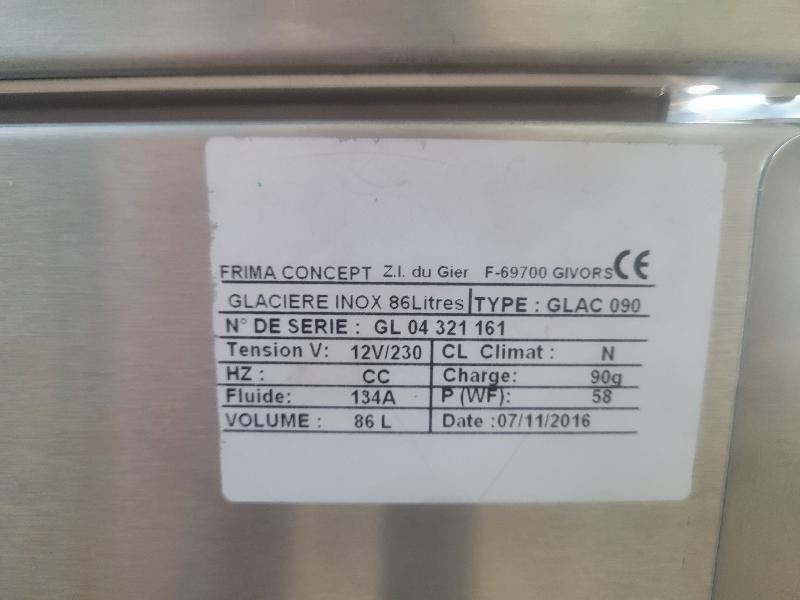 FRIMA CONCEPT Z.I. du Gier F-69700 GIVORS CE
GLACIERE INOX 86Litres TYPE : GLAC 090
N° DE SERIE : GL 04 321 161
Tension V: 12V/230 CL Climat : N
HZ : CC Charge: 90g
Fluide: 134A P (WF): 58
VOLUME : 86 L Date :07/11/2016